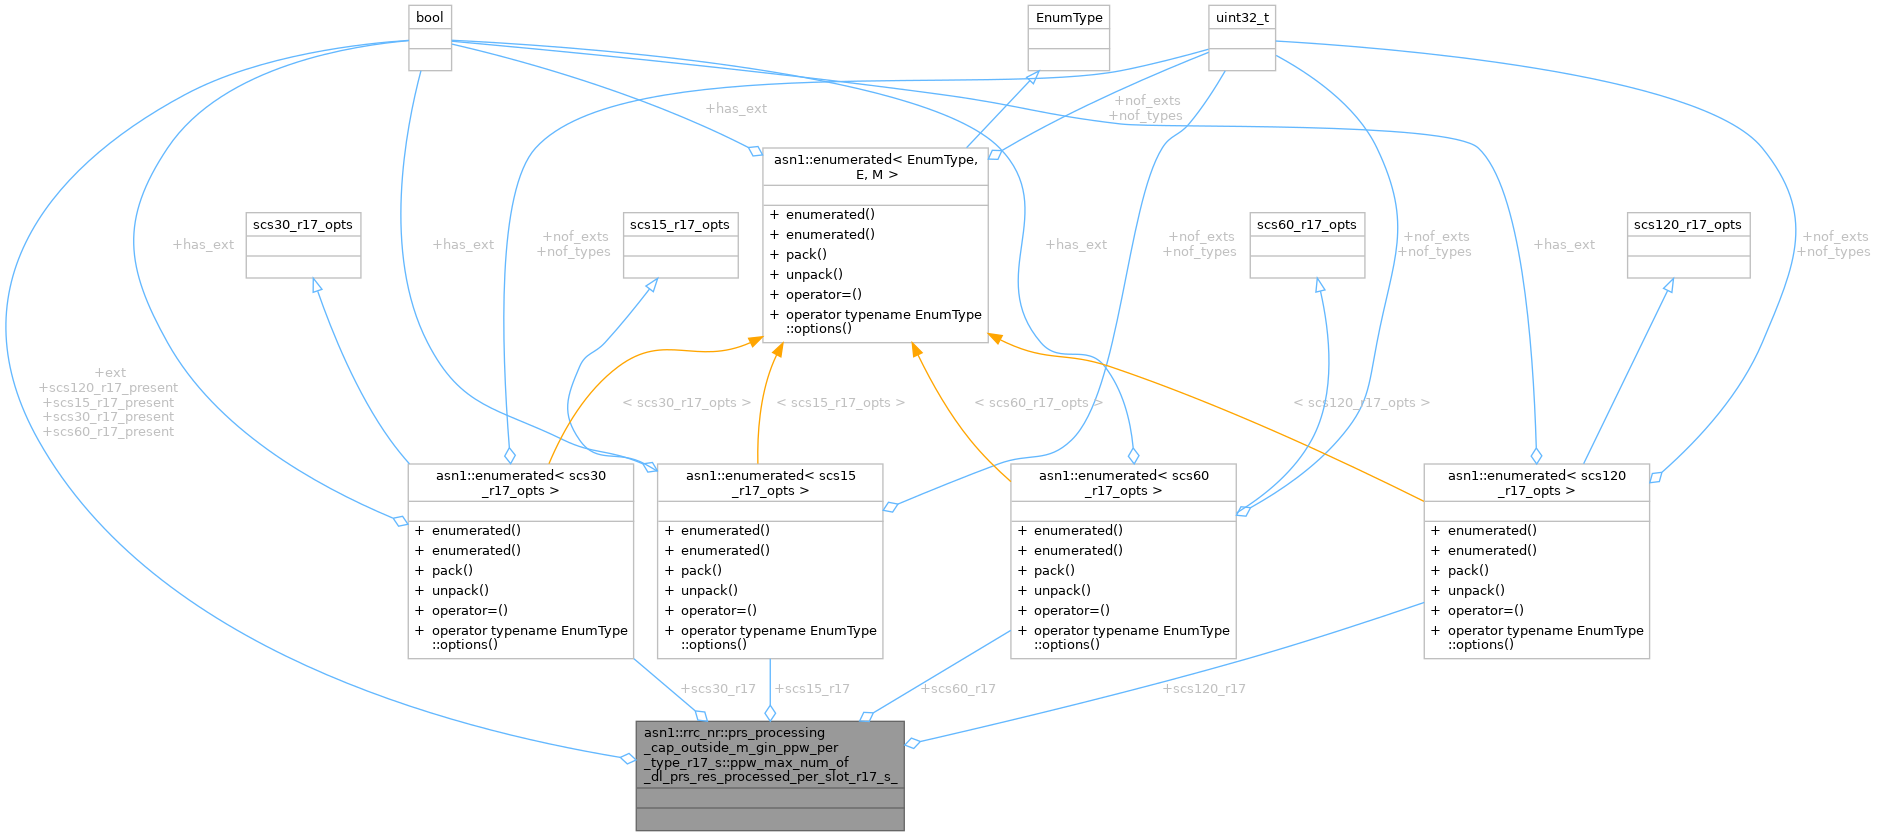 bool
EnumType
uint32_t
+has_ext
+nof_exts
+nof_types
asn1::enumerated< EnumType,
E, M >
+ enumerated()
+ enumerated()
+ pack()
+ unpack()
+ operator=()
+ operator typename EnumType
::options()
scs30_r17_opts
scs15_r17_opts
scs60_r17_opts
scs120_r17_opts
+has_ext
+has_ext
+nof_exts
+nof_types
+has_ext
+nof_exts
+nof_types
+nof_exts
+nof_types
+has_ext
+nof_exts
+nof_types
+ext
+scs120_r17_present
+scs15_r17_present
+scs30_r17_present
+scs60_r17_present
< scs30_r17_opts >
< scs15_r17_opts >
< scs60_r17_opts >
< scs120_r17_opts >
asn1::enumerated< scs30
_r17_opts >
+ enumerated()
+ enumerated()
+ pack()
+ unpack()
+ operator=()
+ operator typename EnumType
::options()
asn1::enumerated< scs15
_r17_opts >
+ enumerated()
+ enumerated()
+ pack()
+ unpack()
+ operator=()
+ operator typename EnumType
::options()
asn1::enumerated< scs60
_r17_opts >
+ enumerated()
+ enumerated()
+ pack()
+ unpack()
+ operator=()
+ operator typename EnumType
::options()
asn1::enumerated< scs120
_r17_opts >
+ enumerated()
+ enumerated()
+ pack()
+ unpack()
+ operator=()
+ operator typename EnumType
::options()
+scs30_r17
+scs15_r17
+scs60_r17
+scs120_r17
asn1::rrc_nr::prs_processing
_cap_outside_m_gin_ppw_per
_type_r17_s::ppw_max_num_of
_dl_prs_res_processed_per_slot_r17_s_